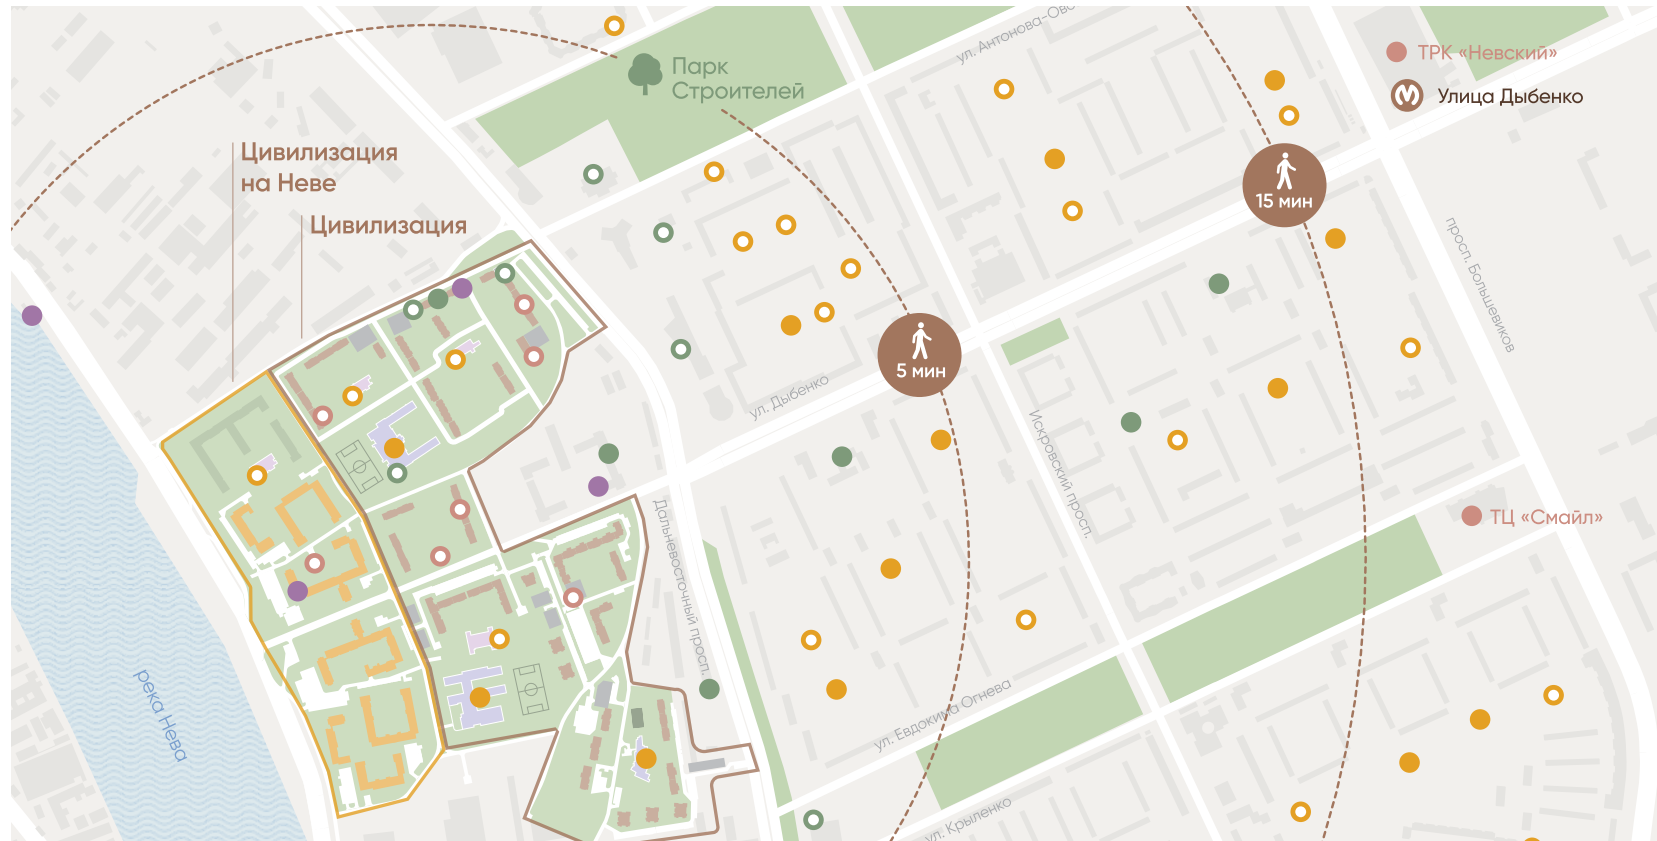 ул. Антонова-Овс
ТРК «Невский»
Парк
Строителей
Улица Дыбенко
Цивилизация
на Неве
Цивилизация
15 мин
просп. Большевиков
5 мин
ул. Дыбенко
Искровский просп.
Дальневосточный просп.
ТЦ «Смайл»
река Нева
ул. Евдокима Огнева
ул. Крыленко